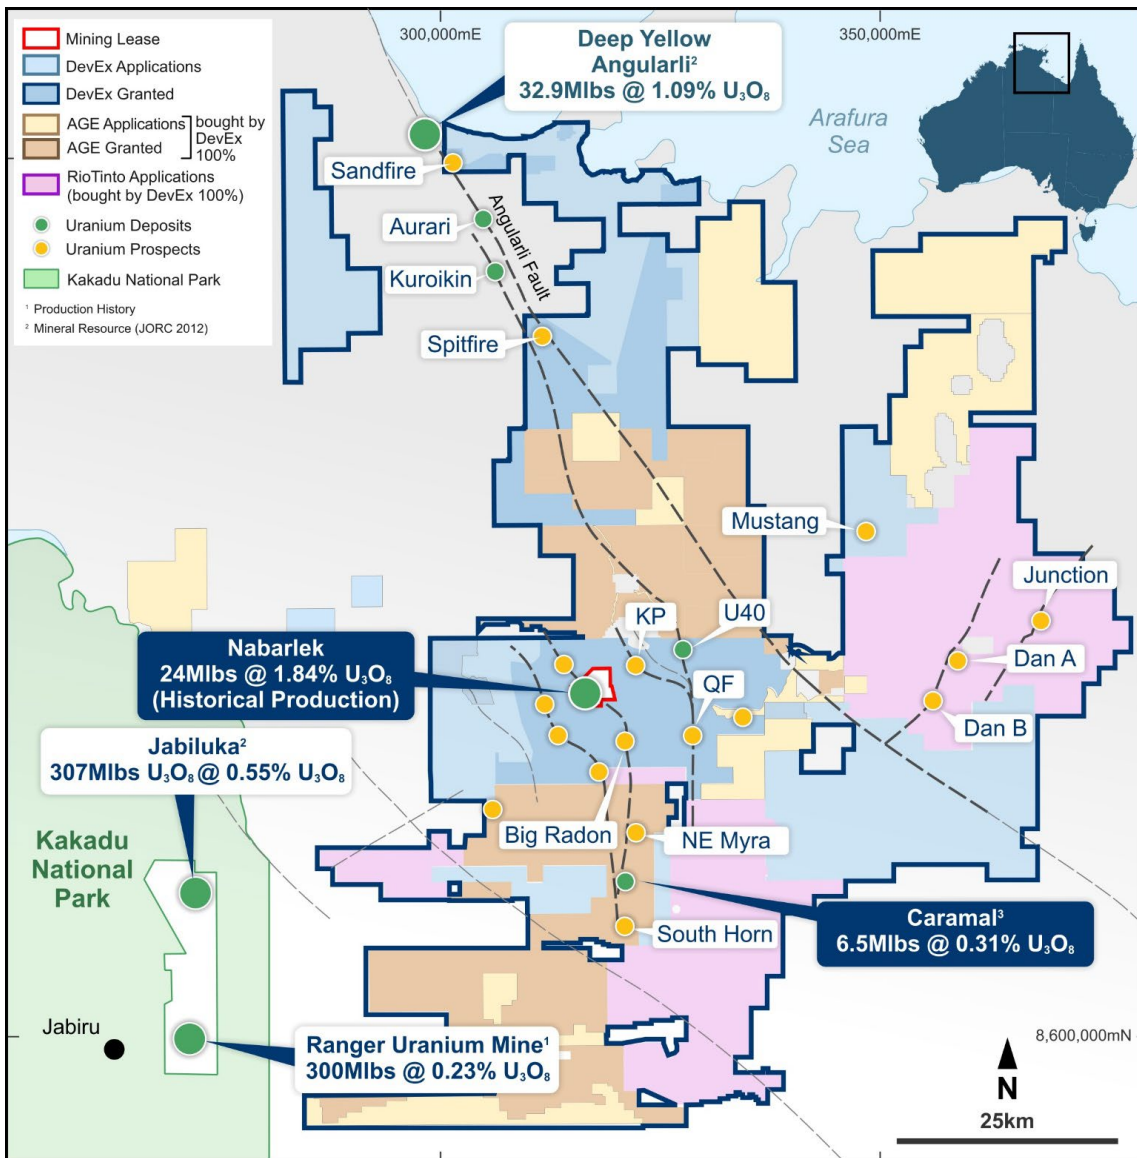 300,000mE
350,000mE
Mining Lease
DevEx Applications
DevEx Granted
AGE Applications
AGE Granted
bought by
DevEx
100%
RioTinto Applications
(bought by DevEx 100%)
Uranium Deposits
Uranium Prospects
Kakadu National Park
¹ Production History
² Mineral Resource (JORC 2012)
Deep Yellow
Angularli²
32.9Mlbs @ 1.09% U₃O₈
Arafura
Sea
Sandfire
Aurari
Angularli Fault
Kuroikin
Spitfire
Mustang
Junction
KP
U40
Dan A
Nabarlek
24Mlbs @ 1.84% U₃O₈
(Historical Production)
QF
Dan B
Jabiluka²
307Mlbs U₃O₈ @ 0.55% U₃O₈
Big Radon
NE Myra
Kakadu
National
Park
Caramal³
6.5Mlbs @ 0.31% U₃O₈
South Horn
Jabiru
Ranger Uranium Mine¹
300Mlbs @ 0.23% U₃O₈
8,600,000mN
N
25km